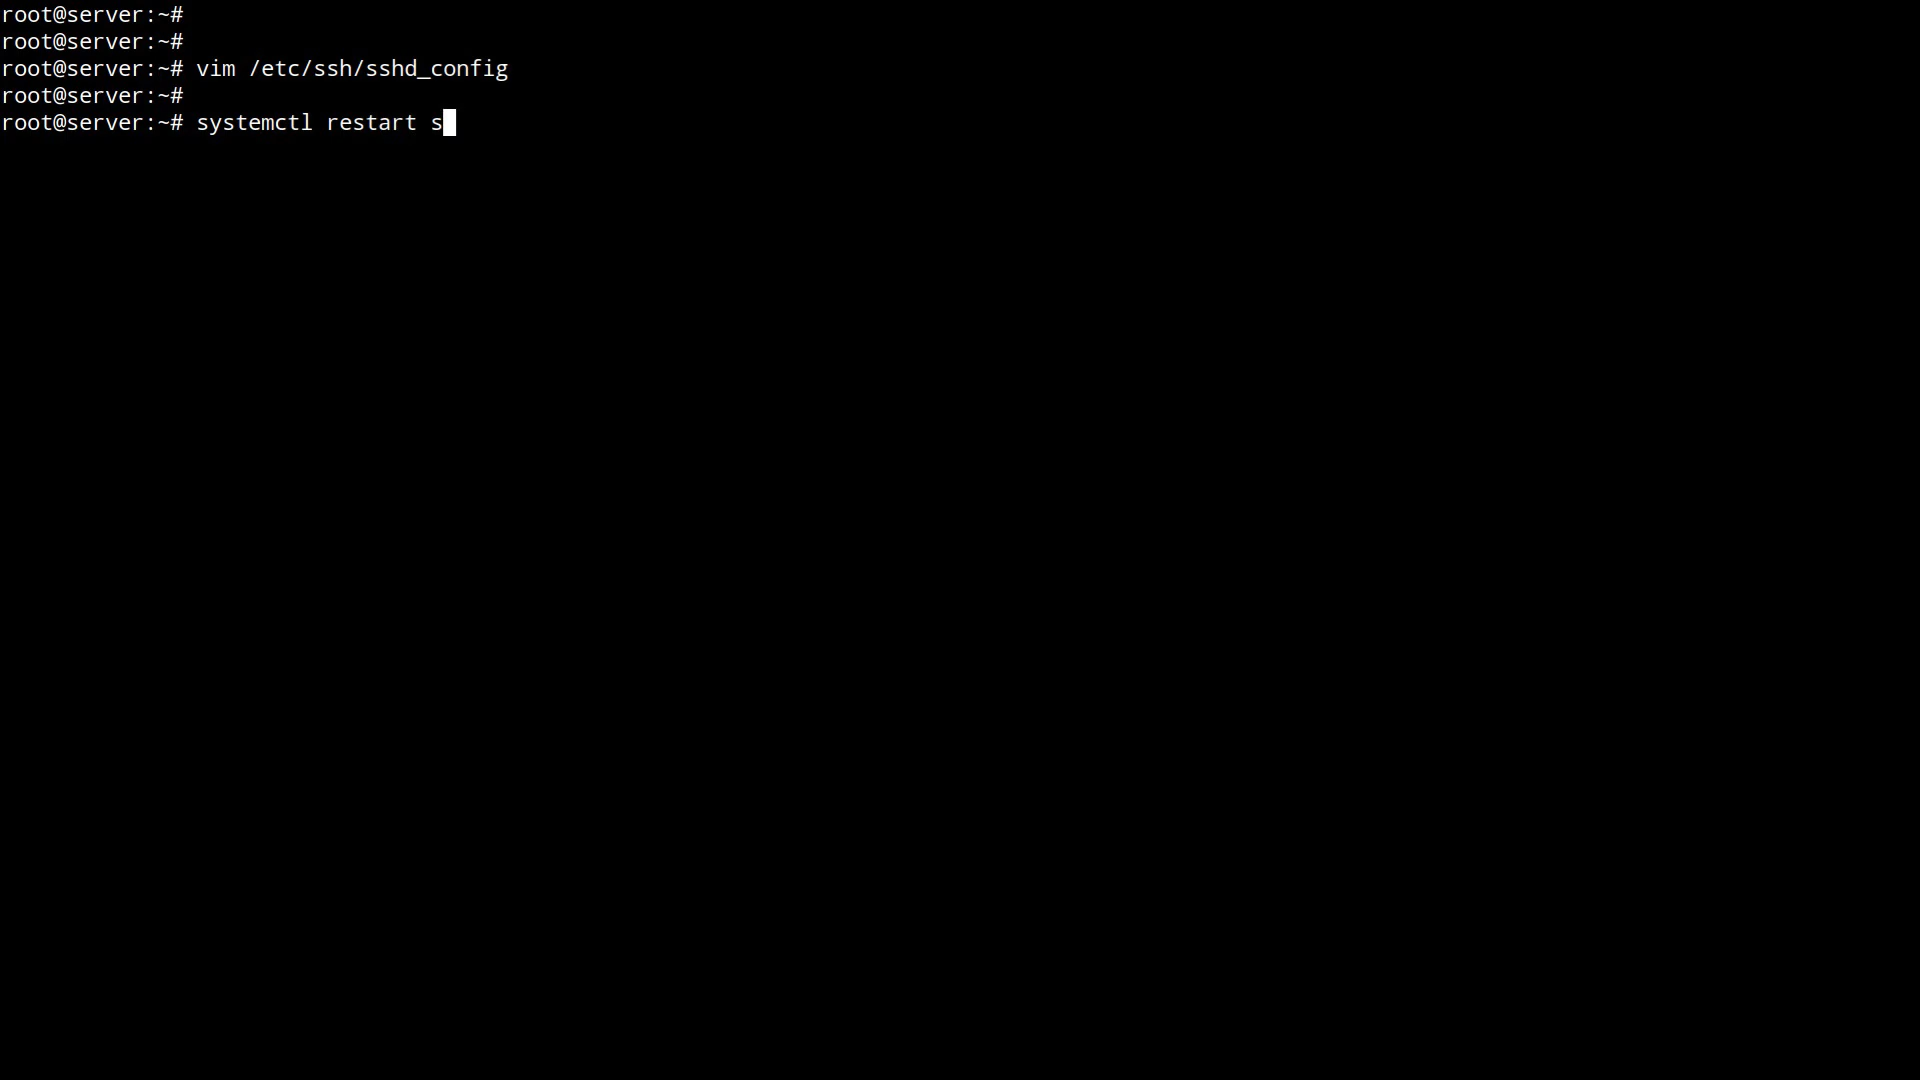 root@server:~#
root@server:~#
root@server:~# vim /etc/ssh/sshd_config
root@server:~#
root@server:~# systemctl restart s